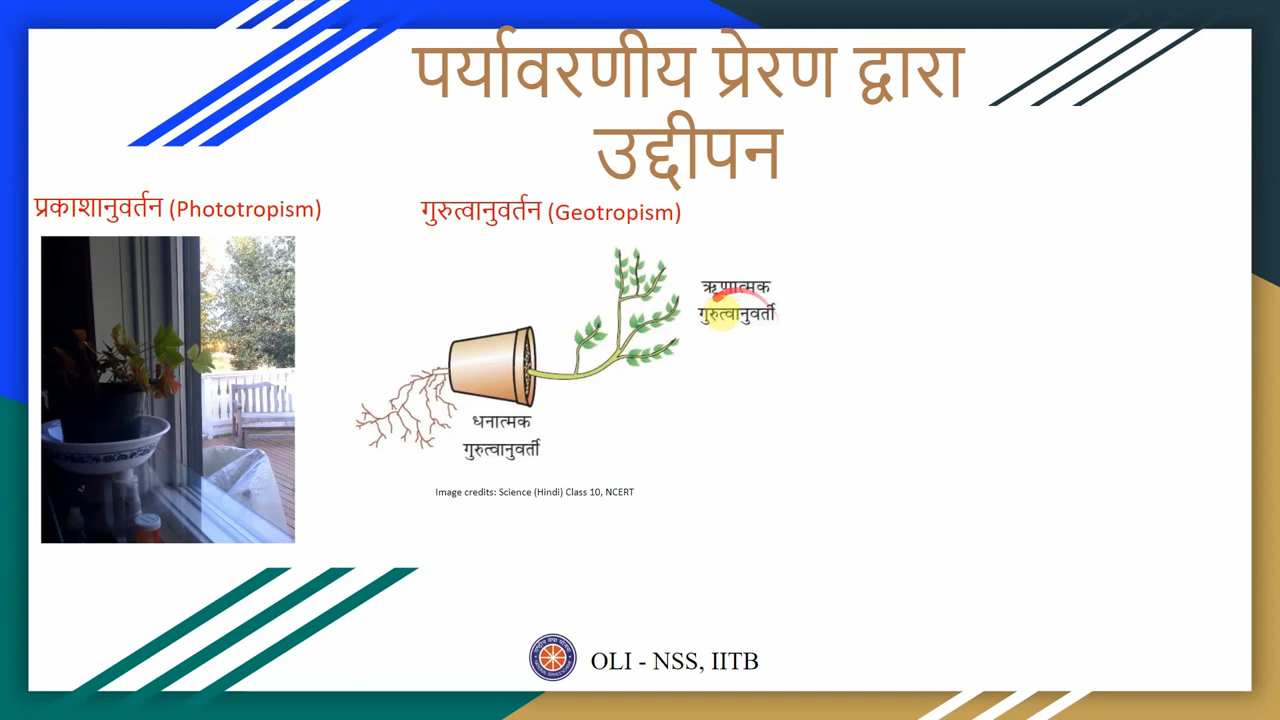 पर्यावरणीय प्रेरण द्वारा
उद्दीपन
प्रकाशानुवर्तन (Phototropism)
गुरुत्वानुवर्तन (Geotropism)
ऋणात्मक
गुरुत्वानुवर्ती
धनात्मक
गुरुत्वानुवर्ती
Image credits: Science (Hindi) Class 10, NCERT
OLI - NSS, IITB